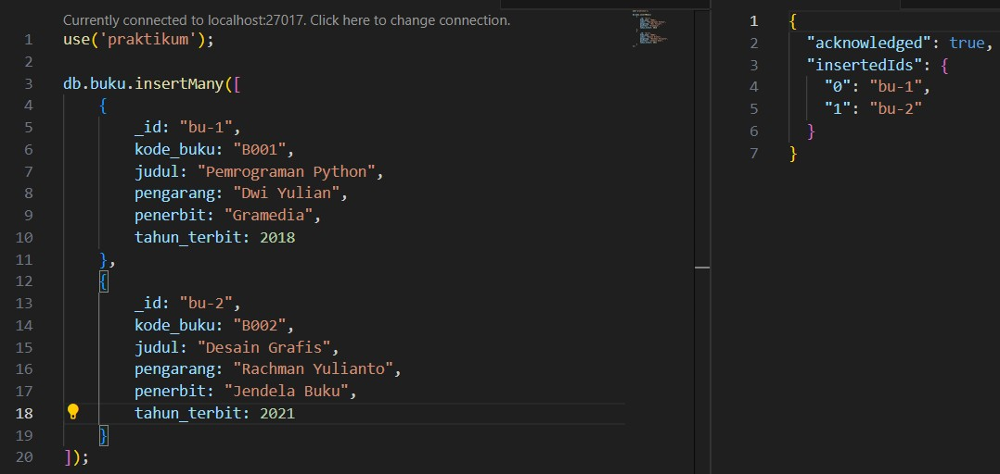 Currently connected to localhost:27017. Click here to change connection.
1 use('praktikum');
2
3 db.buku.insertMany([
4 {
5 _id: "bu-1",
6 kode_buku: "B001",
7 judul: "Pemrograman Python",
8 pengarang: "Dwi Yulian",
9 penerbit: "Gramedia",
10 tahun_terbit: 2018
11 },
12 {
13 _id: "bu-2",
14 kode_buku: "B002",
15 judul: "Desain Grafis",
16 pengarang: "Rachman Yulianto",
17 penerbit: "Jendela Buku",
18 tahun_terbit: 2021
19 }
20 ]);
1 {
2 "acknowledged": true,
3 "insertedIds": {
4 "0": "bu-1",
5 "1": "bu-2"
6 }
7 }